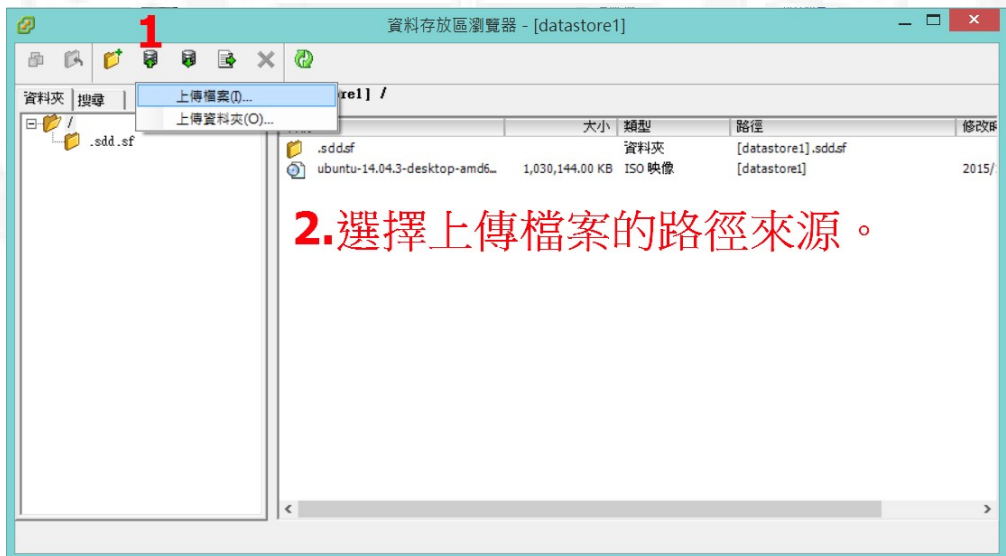 資料存放區瀏覽器 - [datastore1]
1
資料夾 搜尋
re1] /
上傳檔案(I)...
上傳資料夾(O)...
/
.sdd.sf
大小 類型 路徑
.sdd.sf 資料夾 [datastore1] .sdd.sf
ubuntu-14.04.3-desktop-amd6... 1,030,144.00 KB ISO 映像 [datastore1] 2015/
2.選擇上傳檔案的路徑來源。